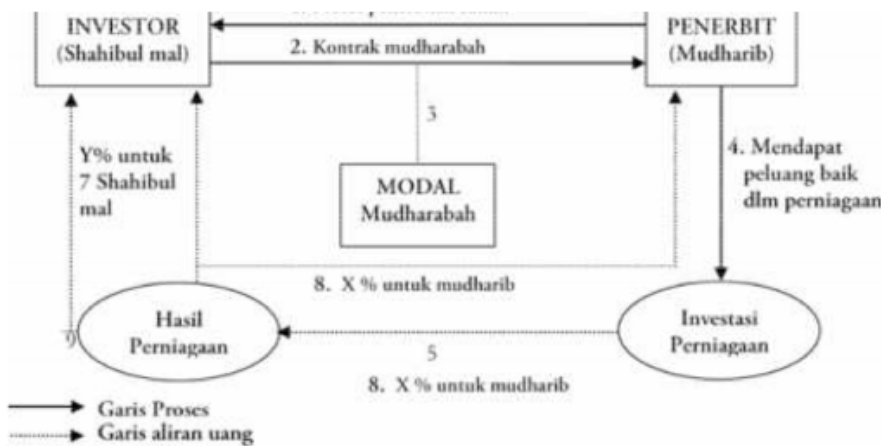 INVESTOR
(Shahibul mal)
PENERBIT
(Mudharib)
2. Kontrak mudharabah
3
Y% untuk
7 Shahibul
mal
MODAL
Mudharabah
4. Mendapat
peluang baik
dlm perniagaan
8. X % untuk mudharib
Hasil
Perniagaan
Investasi
Perniagaan
9
5
8. X % untuk mudharib
Garis Proses
Garis aliran uang